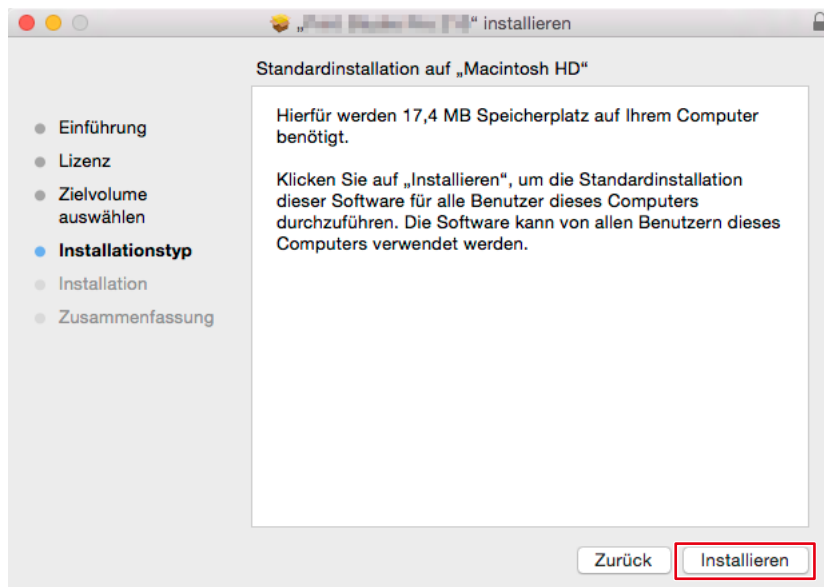 „ “ installieren
Standardinstallation auf „Macintosh HD“
Einführung
Lizenz
Zielvolume
auswählen
Installationstyp
Installation
Zusammenfassung
Hierfür werden 17,4 MB Speicherplatz auf Ihrem Computer
benötigt.
Klicken Sie auf „Installieren“, um die Standardinstallation
dieser Software für alle Benutzer dieses Computers
durchzuführen. Die Software kann von allen Benutzern dieses
Computers verwendet werden.
Zurück
Installieren